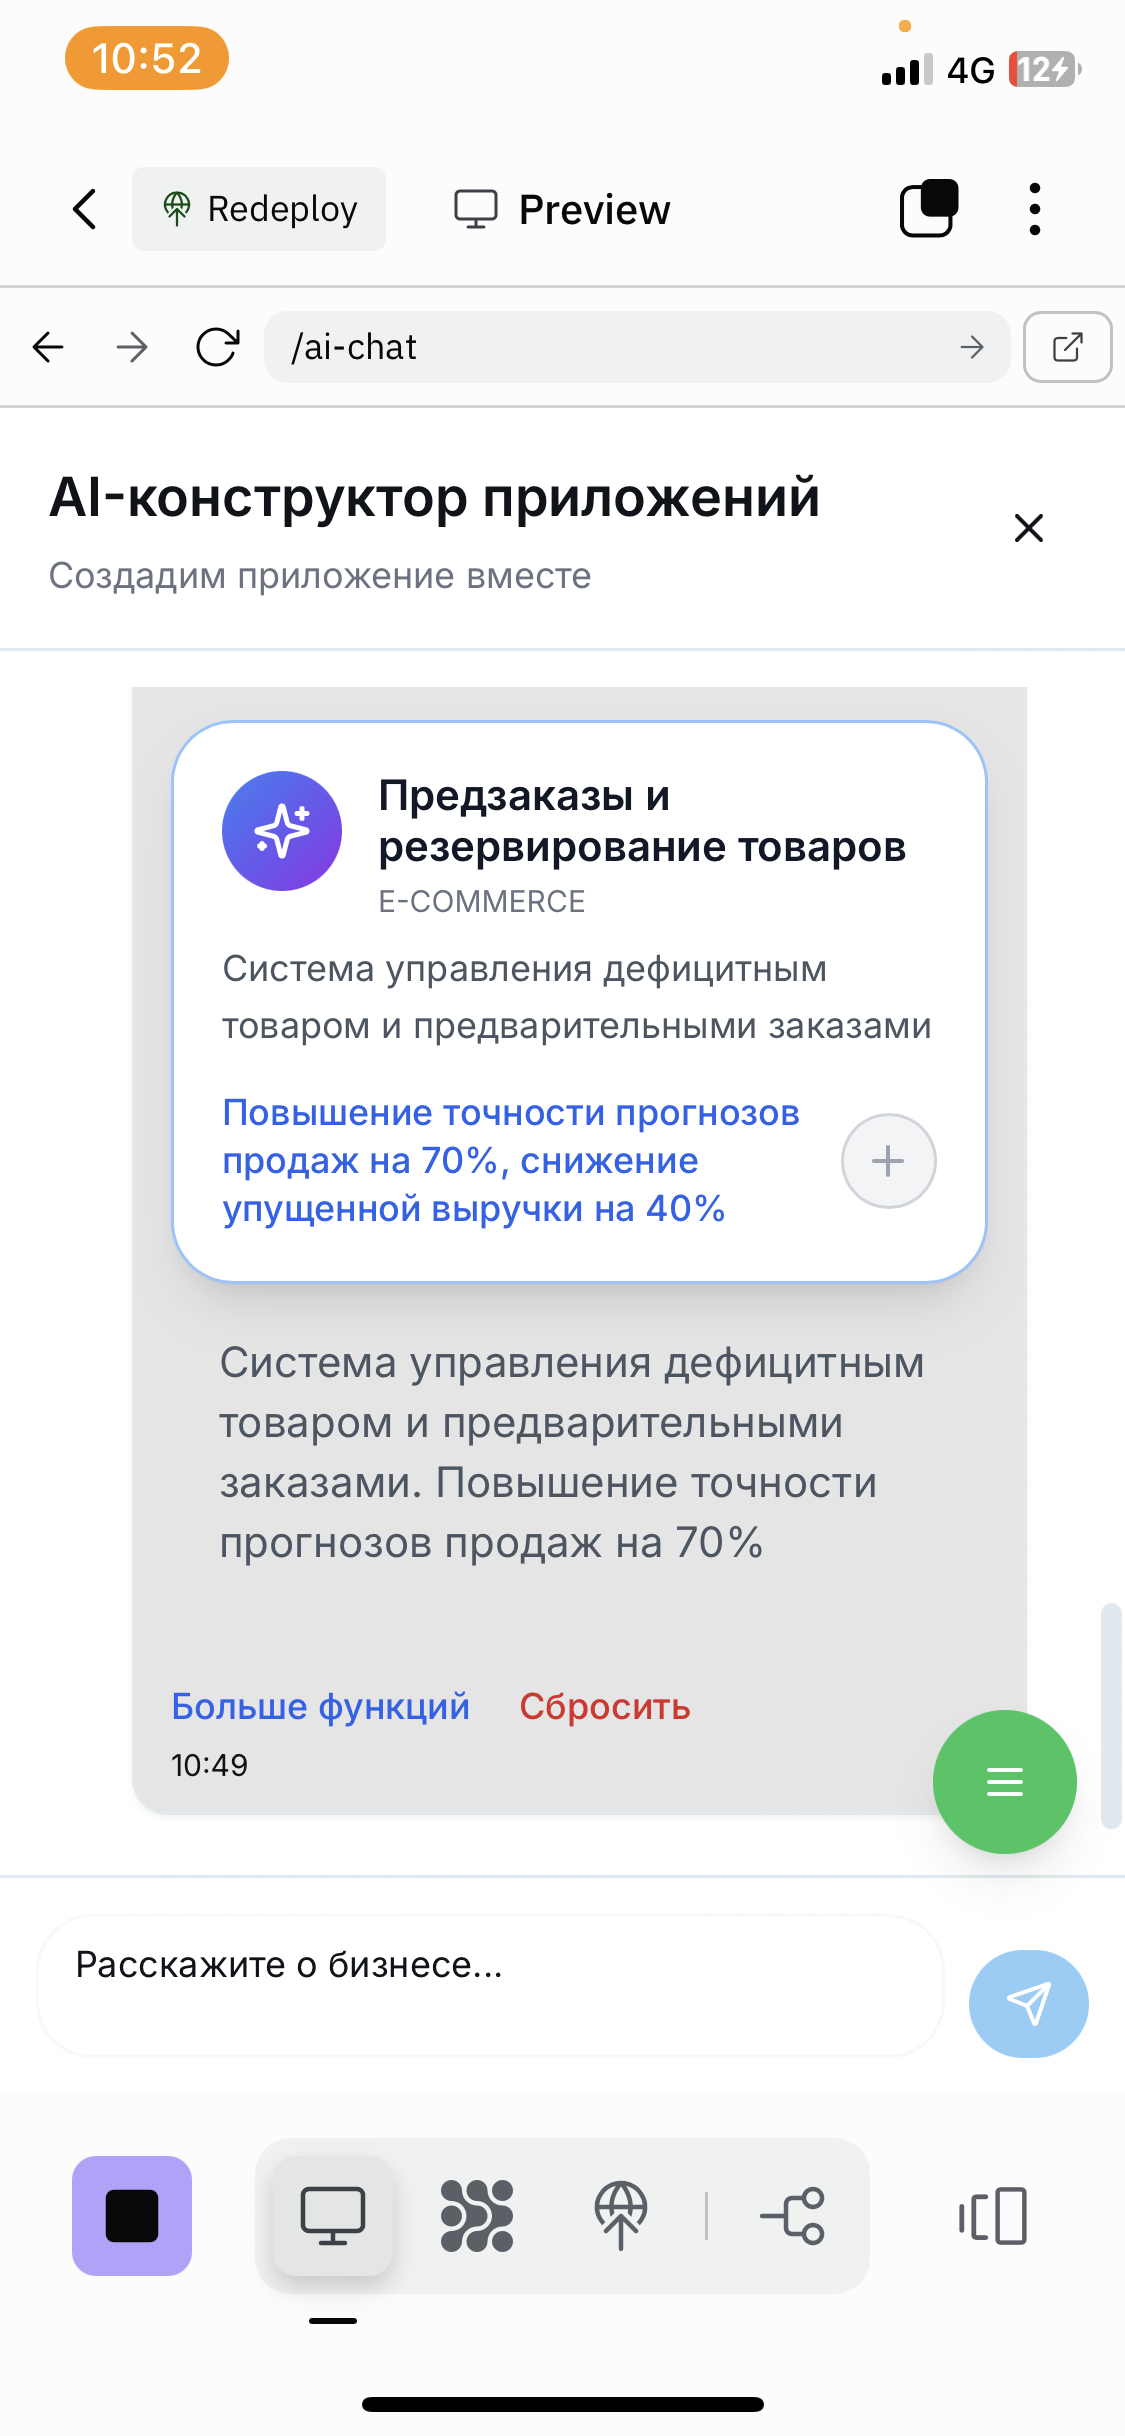 10:52
4G
12
Redeploy
Preview
/ai-chat
AI-конструктор приложений
Создадим приложение вместе
Предзаказы и
резервирование товаров
E-COMMERCE
Система управления дефицитным
товаром и предварительными заказами
Повышение точности прогнозов
продаж на 70%, снижение
упущенной выручки на 40%
Система управления дефицитным
товаром и предварительными
заказами. Повышение точности
прогнозов продаж на 70%
Больше функций
Сбросить
10:49
Расскажите о бизнесе...